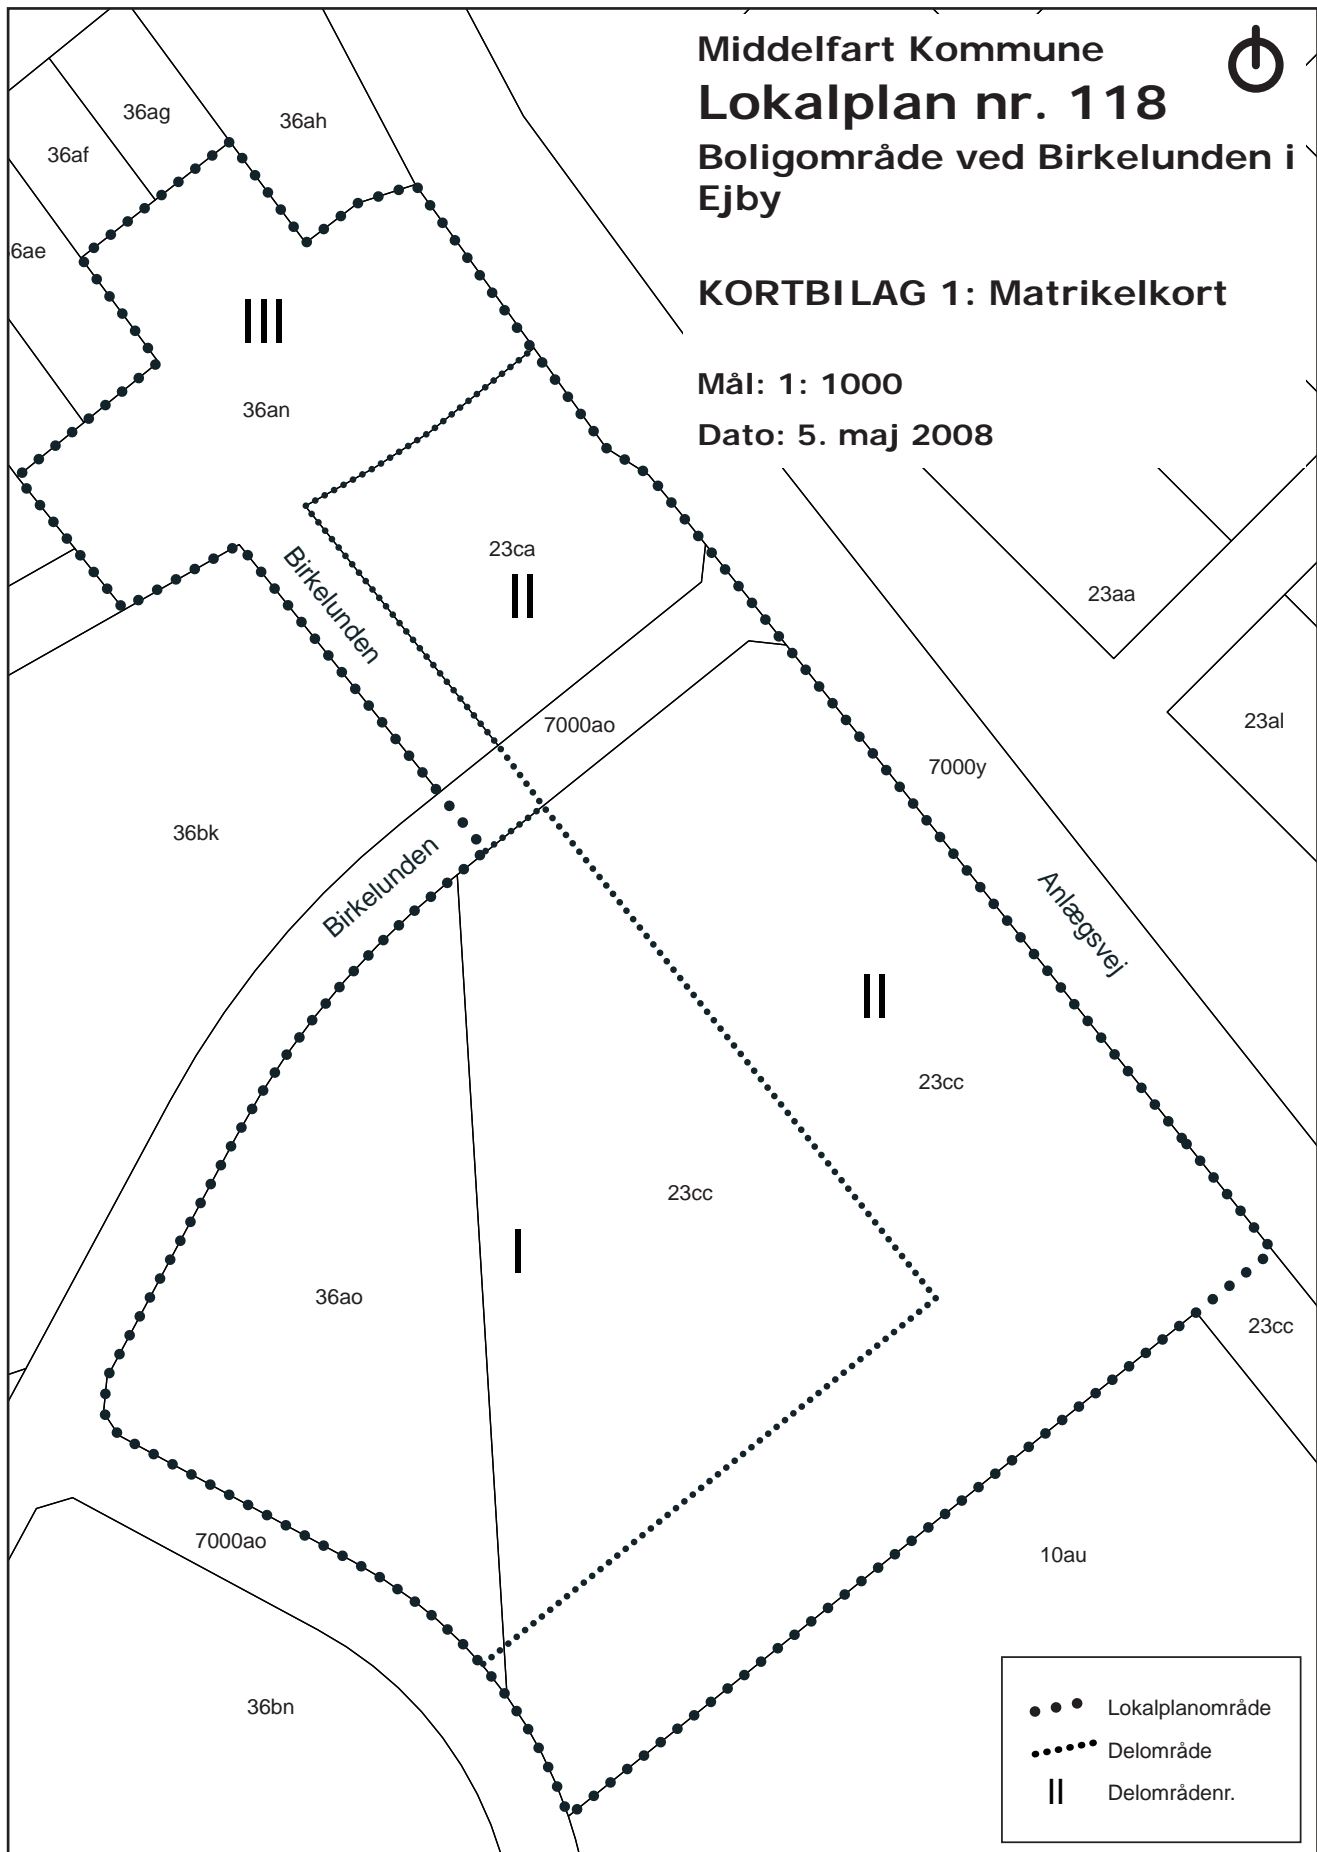 Middelfart Kommune
Lokalplan nr. 118
Boligområde ved Birkelunden i
Ejby
KORTBILAG 1: Matrikelkort
Mål: 1: 1000
Dato: 5. maj 2008
36ag
36ah
36af
6ae
III
36an
Birkelunden
23ca
II
23aa
7000ao
23al
7000y
36bk
Birkelunden
Anlægsvej
II
23cc
23cc
I
36ao
23cc
7000ao
10au
36bn
Lokalplanområde
Delområde
II Delområdenr.